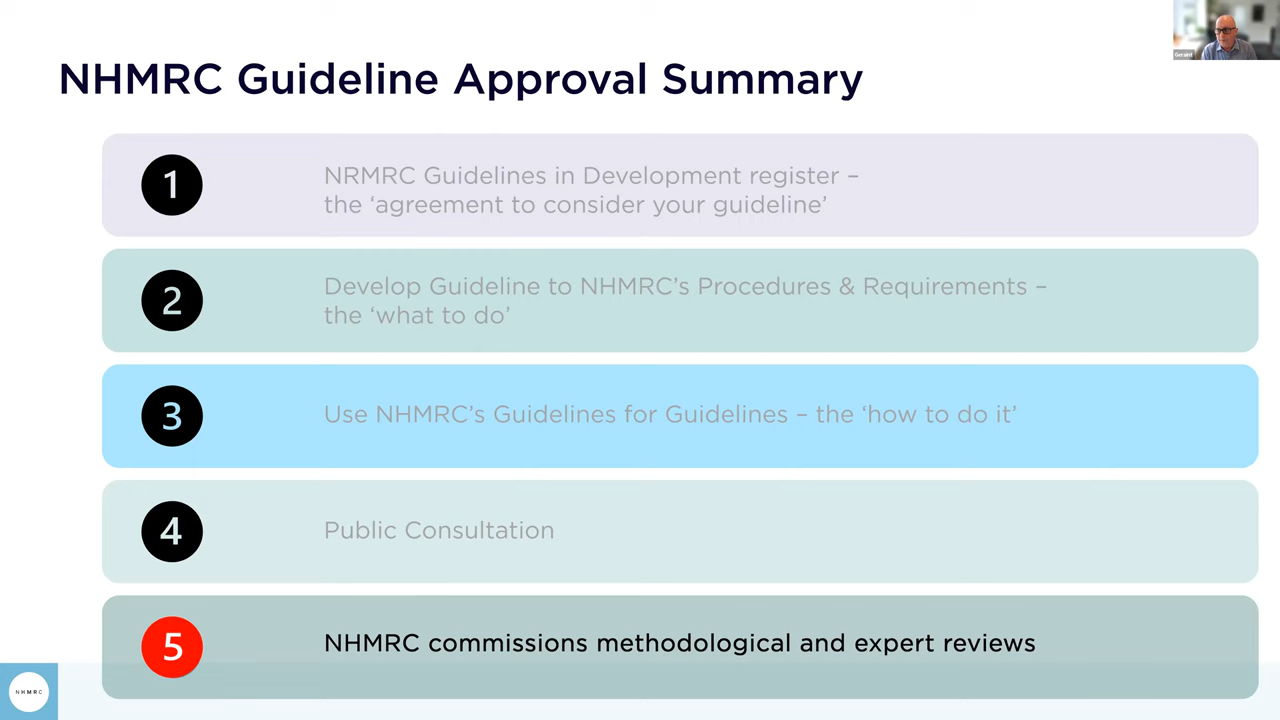 Geraint
NHMRC Guideline Approval Summary
1
NRMRC Guidelines in Development register –
the ‘agreement to consider your guideline’
2
Develop Guideline to NHMRC’s Procedures & Requirements –
the ‘what to do’
3
Use NHMRC’s Guidelines for Guidelines – the ‘how to do it’
4
Public Consultation
5
NHMRC commissions methodological and expert reviews
NHMRC